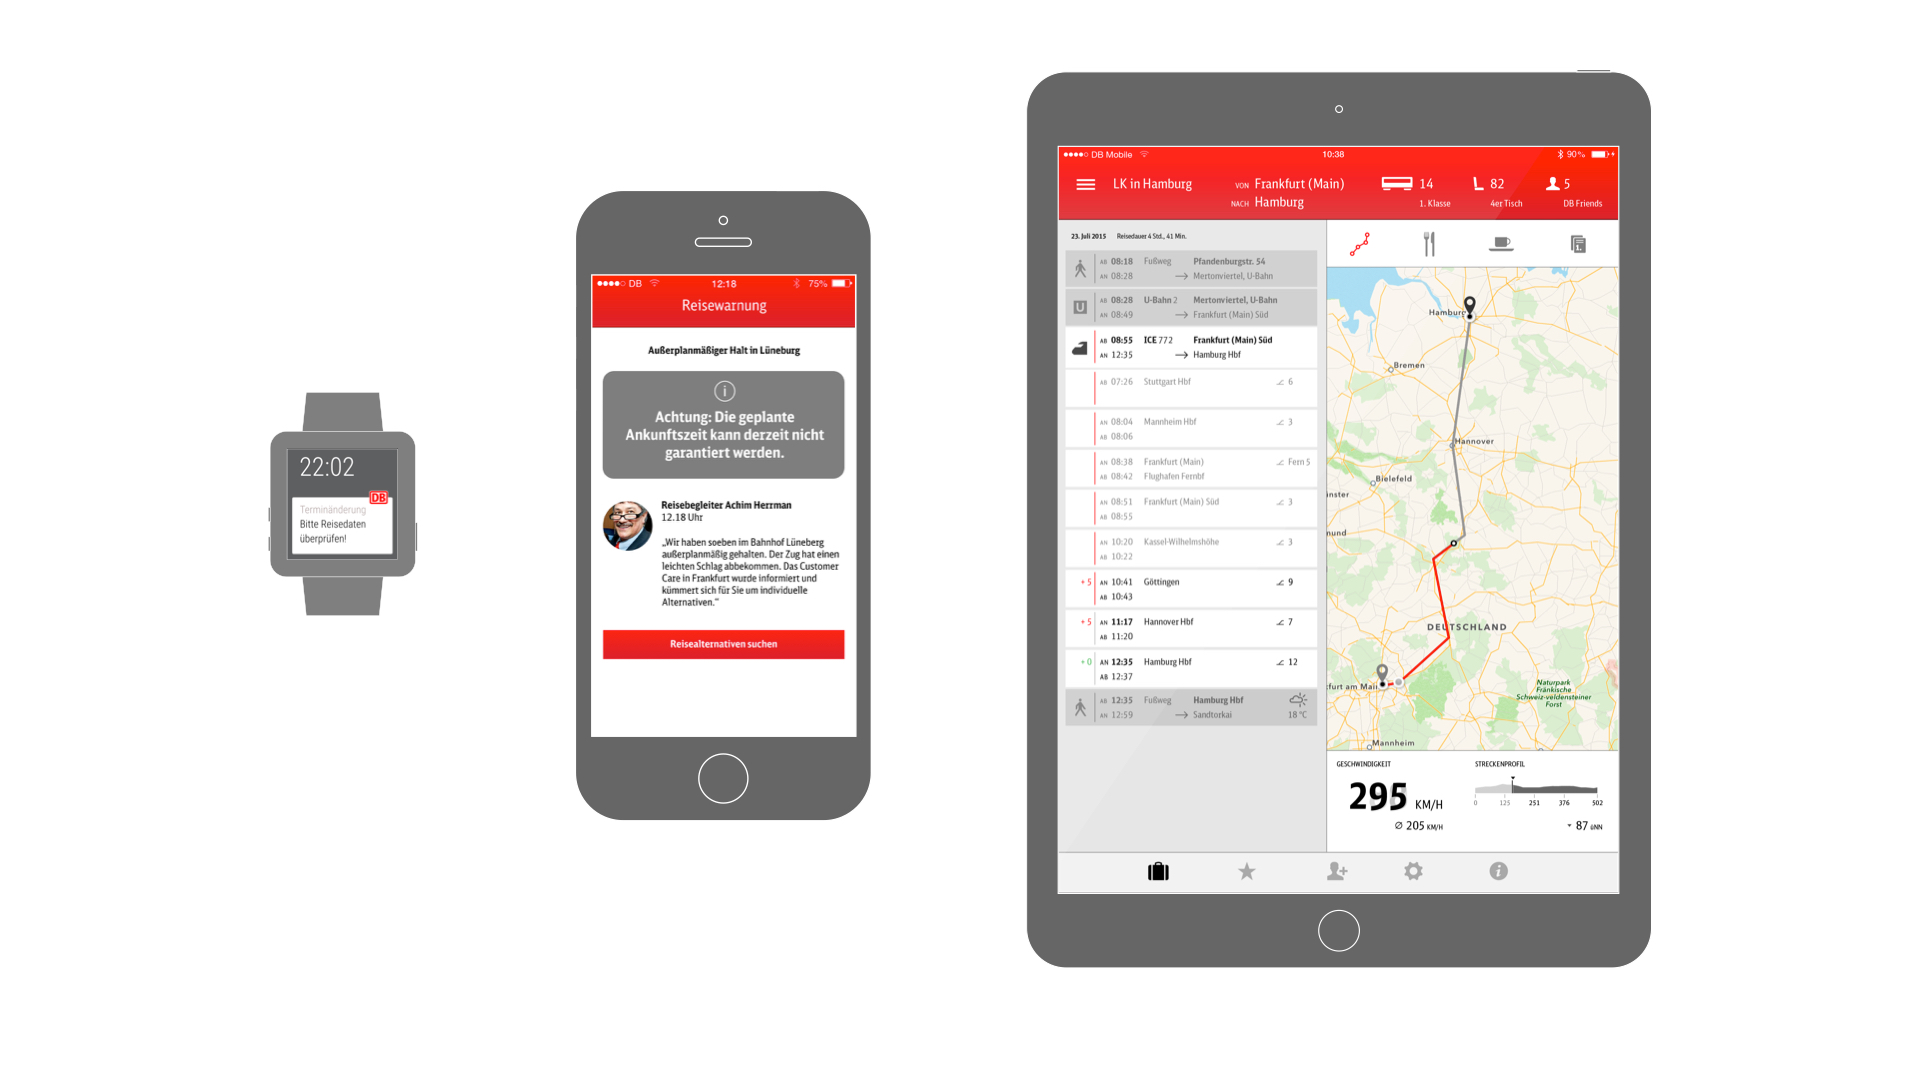 22:02
DB
Terminänderung
Bitte Reisedaten
überprüfen!
DB 12:18 75%
Reisewarnung
Außerplanmäßiger Halt in Lüneburg
Achtung: Die geplante
Ankunftszeit kann derzeit nicht
garantiert werden.
Reisebegleiter Achim Herrman
12.18 Uhr
„Wir haben soeben im Bahnhof Lüneberg
außerplanmäßig gehalten. Der Zug hat einen
leichten Schlag abbekommen. Das Customer
Care in Frankfurt wurde informiert und
kümmert sich für Sie um individuelle
Alternativen."
Reisealternativen suchen
DB Mobile 10:38 90%
LK in Hamburg VON Frankfurt (Main) 14 82 5
NACH Hamburg 1. Klasse 4er Tisch DB Friends
23. Juli 2015 Reisedauer 4 Std., 41 Min.
AB 08:18 Fußweg Pfandenburgstr. 54
AN 08:28 → Mertonviertel, U-Bahn
U AB 08:28 U-Bahn 2 Mertonviertel, U-Bahn
AN 08:49 → Frankfurt (Main) Süd
AB 08:55 ICE 772 Frankfurt (Main) Süd
AN 12:35 → Hamburg Hbf
AB 07:26 Stuttgart Hbf 6
AN 08:04 Mannheim Hbf 3
AB 08:06
AN 08:38 Frankfurt (Main) Fern 5
AB 08:42 Flughafen Fernbf
AN 08:51 Frankfurt (Main) Süd 3
AB 08:55
AN 10:20 Kassel-Wilhelmshöhe 3
AB 10:22
+ 5 AN 10:41 Göttingen 9
AB 10:43
+ 5 AN 11:17 Hannover Hbf 7
AB 11:20
+ 0 AN 12:35 Hamburg Hbf 12
AB 12:37
AB 12:35 Fußweg Hamburg Hbf
AN 12:59 → Sandtorkai 18 °C
Hamburg
Bremen
Hannover
Bielefeld
inster
mund
DEUTSCHLAND
furt am Main
Naturpark
Fränkische
Schweiz-veldensteiner
Forst
Mannheim
GESCHWINDIGKEIT
295 KM/H
Ø 205 KM/H
STRECKENPROFIL
0 125 251 376 502
87 üNN